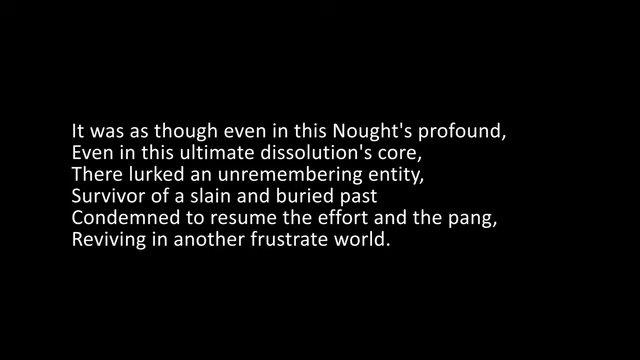 It was as though even in this Nought's profound,
Even in this ultimate dissolution's core,
There lurked an unremembering entity,
Survivor of a slain and buried past
Condemned to resume the effort and the pang,
Reviving in another frustrate world.